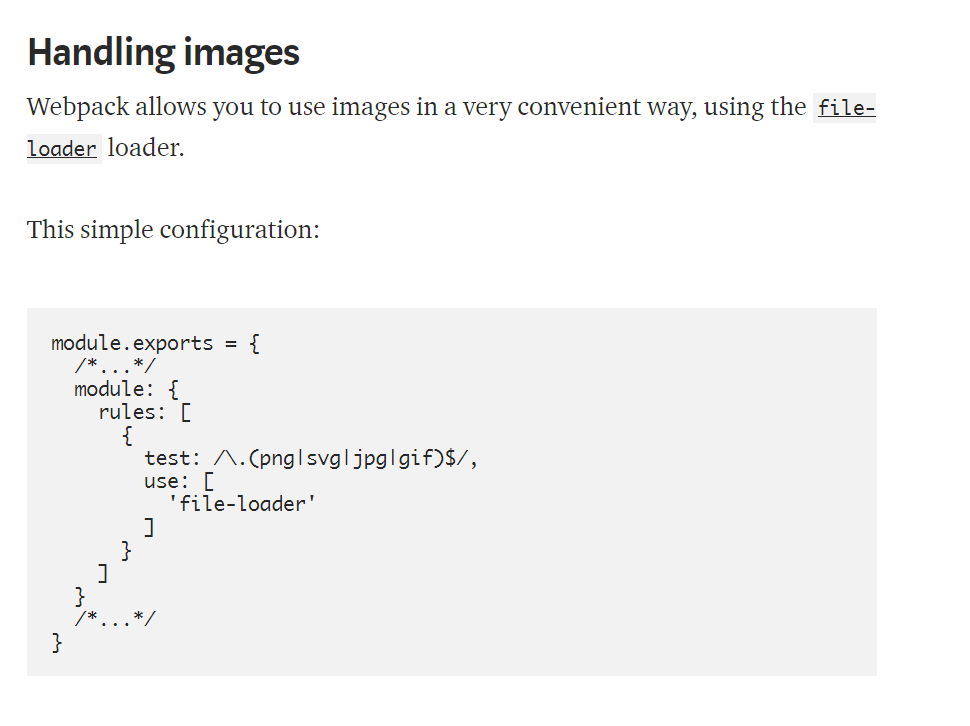 Handling images
Webpack allows you to use images in a very convenient way, using the file-
loader loader.
This simple configuration:
module.exports = {
  /*...*/
  module: {
    rules: [
      {
        test: /\.(png|svg|jpg|gif)$/,
        use: [
          'file-loader'
        ]
      }
    ]
  }
  /*...*/
}